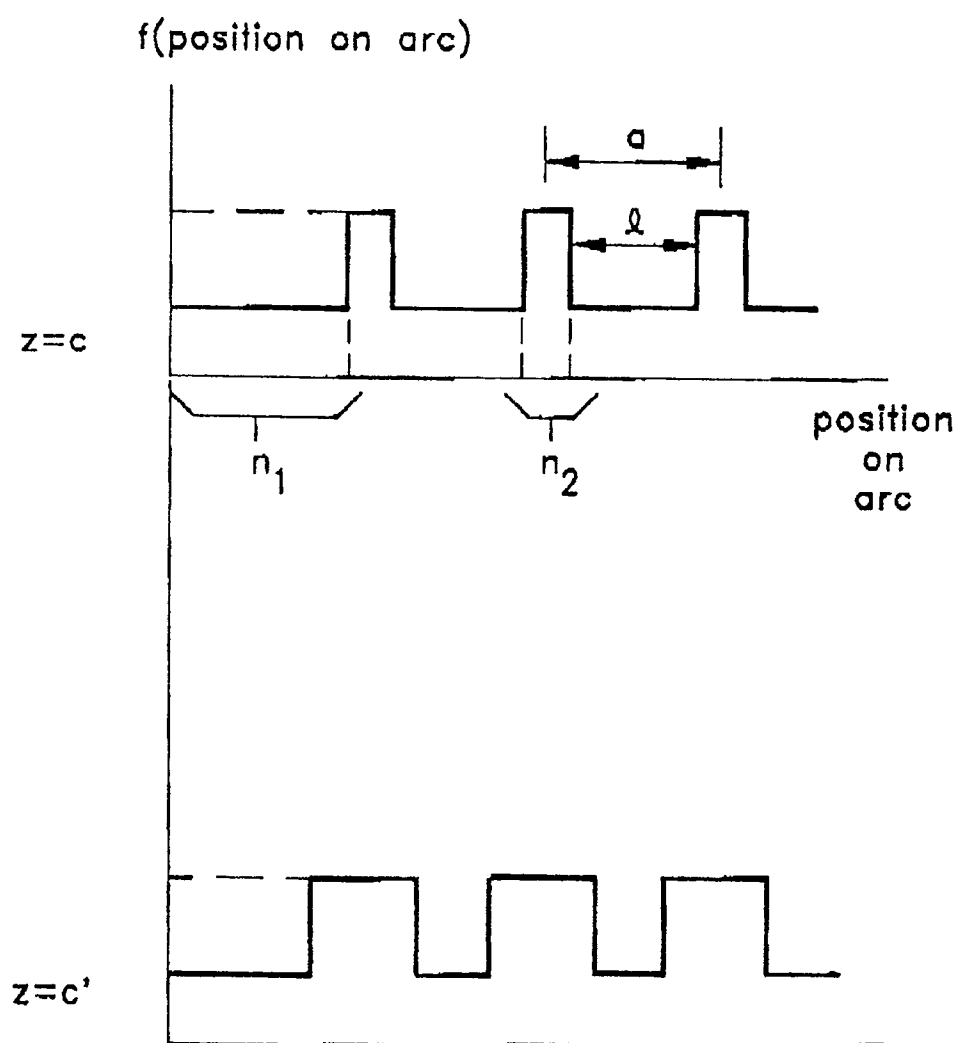 f(position on arc)
a
ℓ
z=c
n₁
n₂
position
on
arc
z=c'